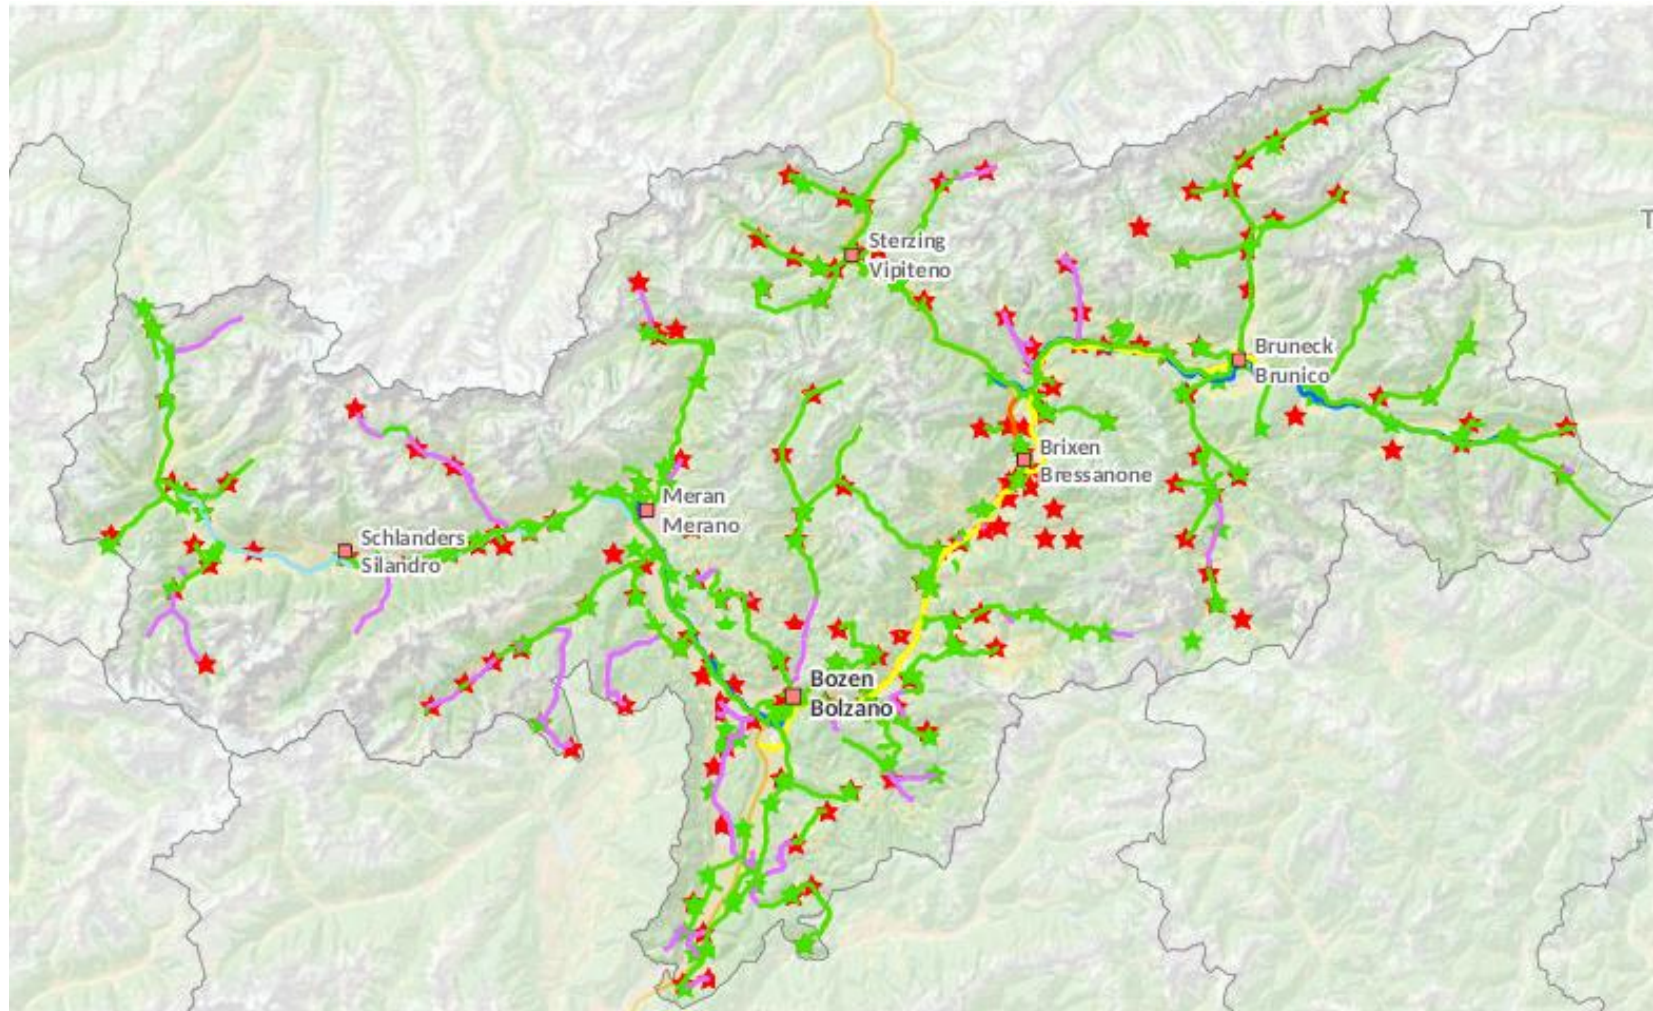 T
Sterzing
Vipiteno
Bruneck
Brunico
Brixen
Bressanone
Meran
Merano
Schlanders
Silandro
Bozen
Bolzano